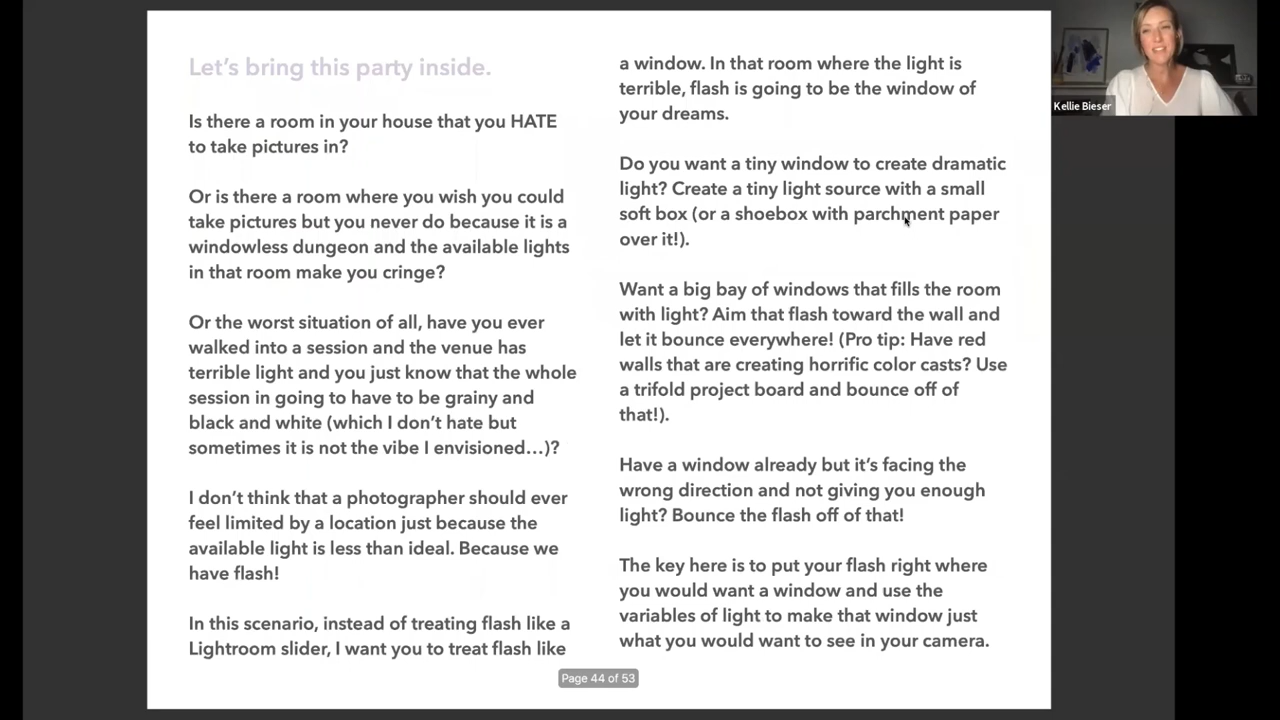 Let's bring this party inside.
Is there a room in your house that you HATE
to take pictures in?
Or is there a room where you wish you could
take pictures but you never do because it is a
windowless dungeon and the available lights
in that room make you cringe?
Or the worst situation of all, have you ever
walked into a session and the venue has
terrible light and you just know that the whole
session in going to have to be grainy and
black and white (which I don't hate but
sometimes it is not the vibe I envisioned...)?
I don't think that a photographer should ever
feel limited by a location just because the
available light is less than ideal. Because we
have flash!
In this scenario, instead of treating flash like a
Lightroom slider, I want you to treat flash like
a window. In that room where the light is
terrible, flash is going to be the window of
your dreams.
Do you want a tiny window to create dramatic
light? Create a tiny light source with a small
soft box (or a shoebox with parchment paper
over it!).
Want a big bay of windows that fills the room
with light? Aim that flash toward the wall and
let it bounce everywhere! (Pro tip: Have red
walls that are creating horrific color casts? Use
a trifold project board and bounce off of
that!).
Have a window already but it's facing the
wrong direction and not giving you enough
light? Bounce the flash off of that!
The key here is to put your flash right where
you would want a window and use the
variables of light to make that window just
what you would want to see in your camera.
Page 44 of 53
Kellie Bieser